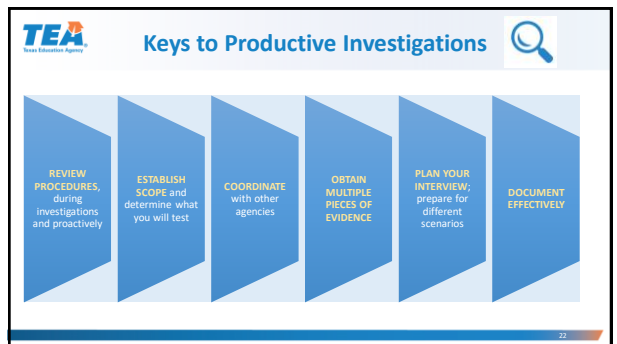 TEA
Texas Education Agency
Keys to Productive Investigations
REVIEW
PROCEDURES,
during
investigations
and proactively
ESTABLISH
SCOPE and
determine what
you will test
COORDINATE
with other
agencies
OBTAIN
MULTIPLE
PIECES OF
EVIDENCE
PLAN YOUR
INTERVIEW;
prepare for
different
scenarios
DOCUMENT
EFFECTIVELY
22